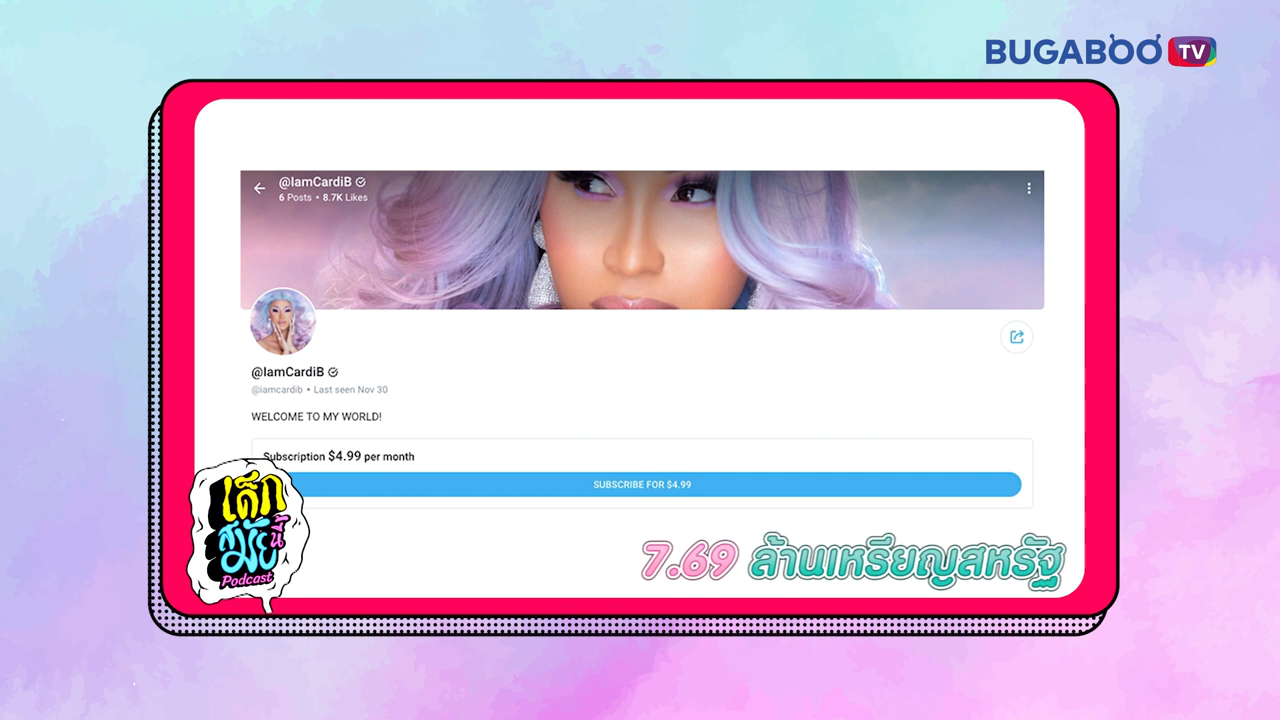 BUGABOO TV
@IamCardiB
6 Posts • 8.7K Likes
@IamCardiB
@iamcardib • Last seen Nov 30
WELCOME TO MY WORLD!
Subscription $4.99 per month
SUBSCRIBE FOR $4.99
เด็ก
สมัยนี้
Podcast
7.69 ล้านเหรียญสหรัฐ